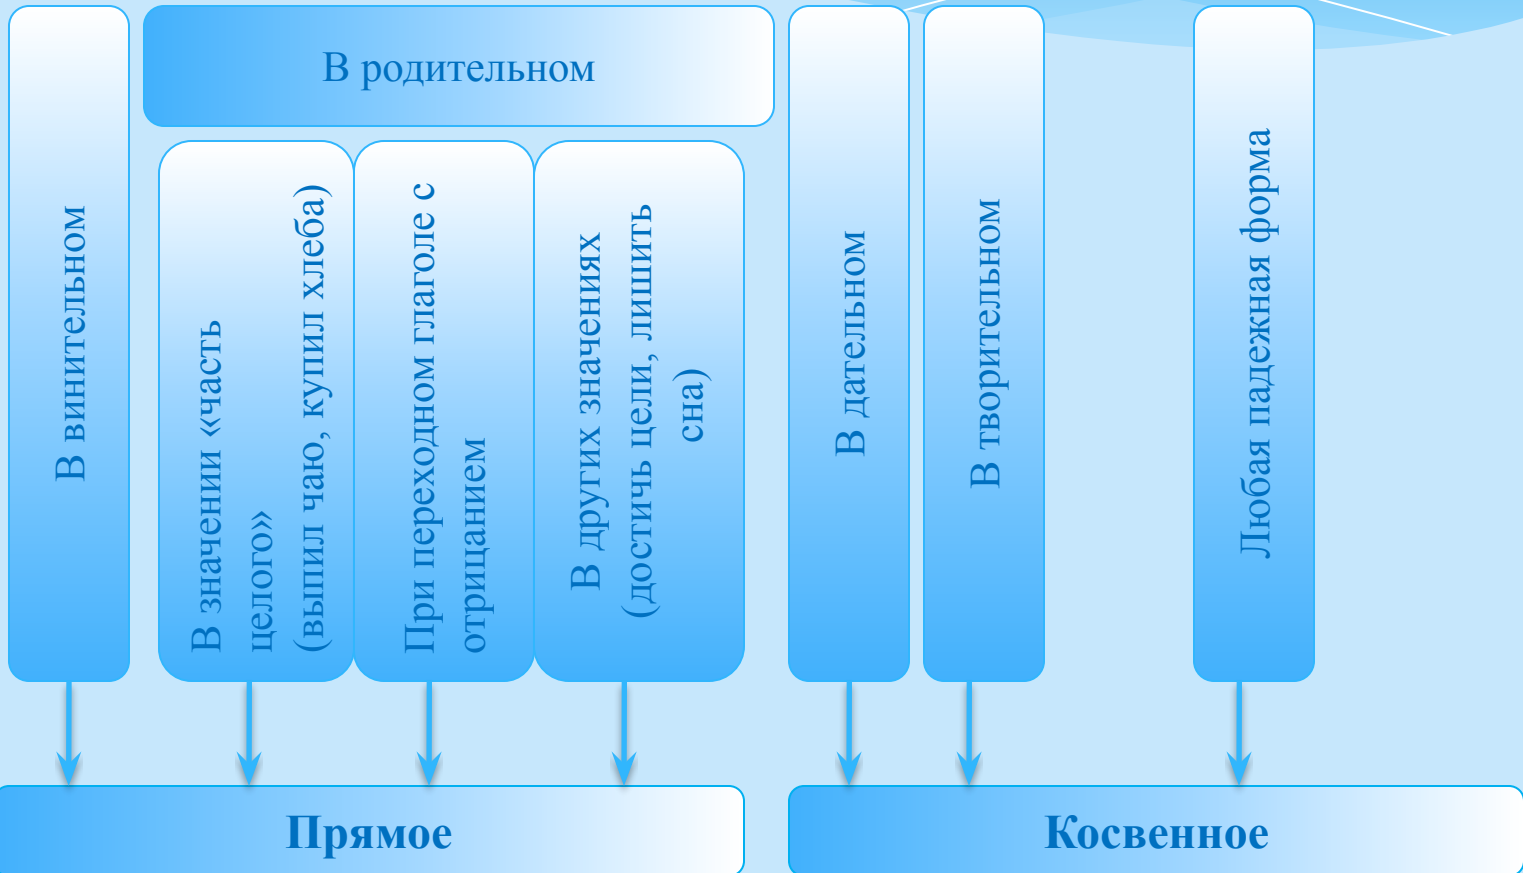 В винительном
В родительном
В значении «часть
целого»
(выпил чаю, купил хлеба)
При переходном глаголе с
отрицанием
В других значениях
(достичь цели, лишить
сна)
В дательном
В творительном
Любая падежная форма
Прямое
Косвенное